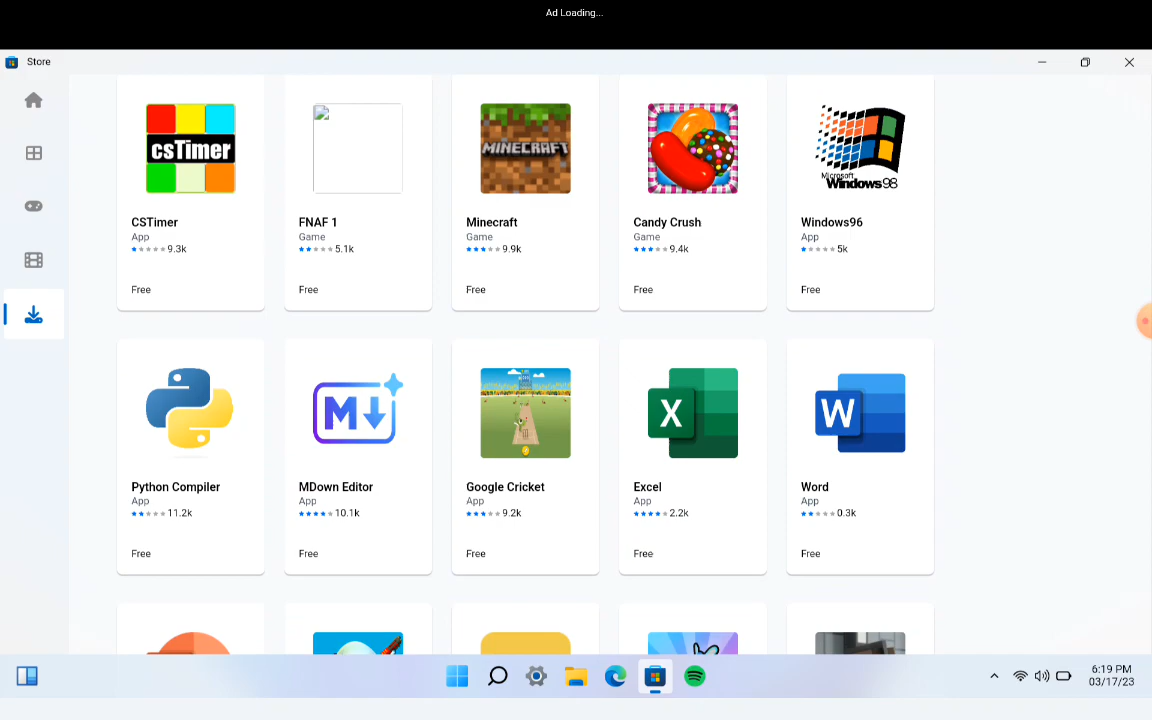 Ad Loading...
Store
csTimer
MINECRAFT
Microsoft
Windows98
CSTimer
App
9.3k
Free
FNAF 1
Game
5.1k
Free
Minecraft
Game
9.9k
Free
Candy Crush
Game
9.4k
Free
Windows96
App
5k
Free
M
X
W
Python Compiler
App
11.2k
Free
MDown Editor
App
10.1k
Free
Google Cricket
App
9.2k
Free
Excel
App
2.2k
Free
Word
App
0.3k
Free
6:19 PM
03/17/23